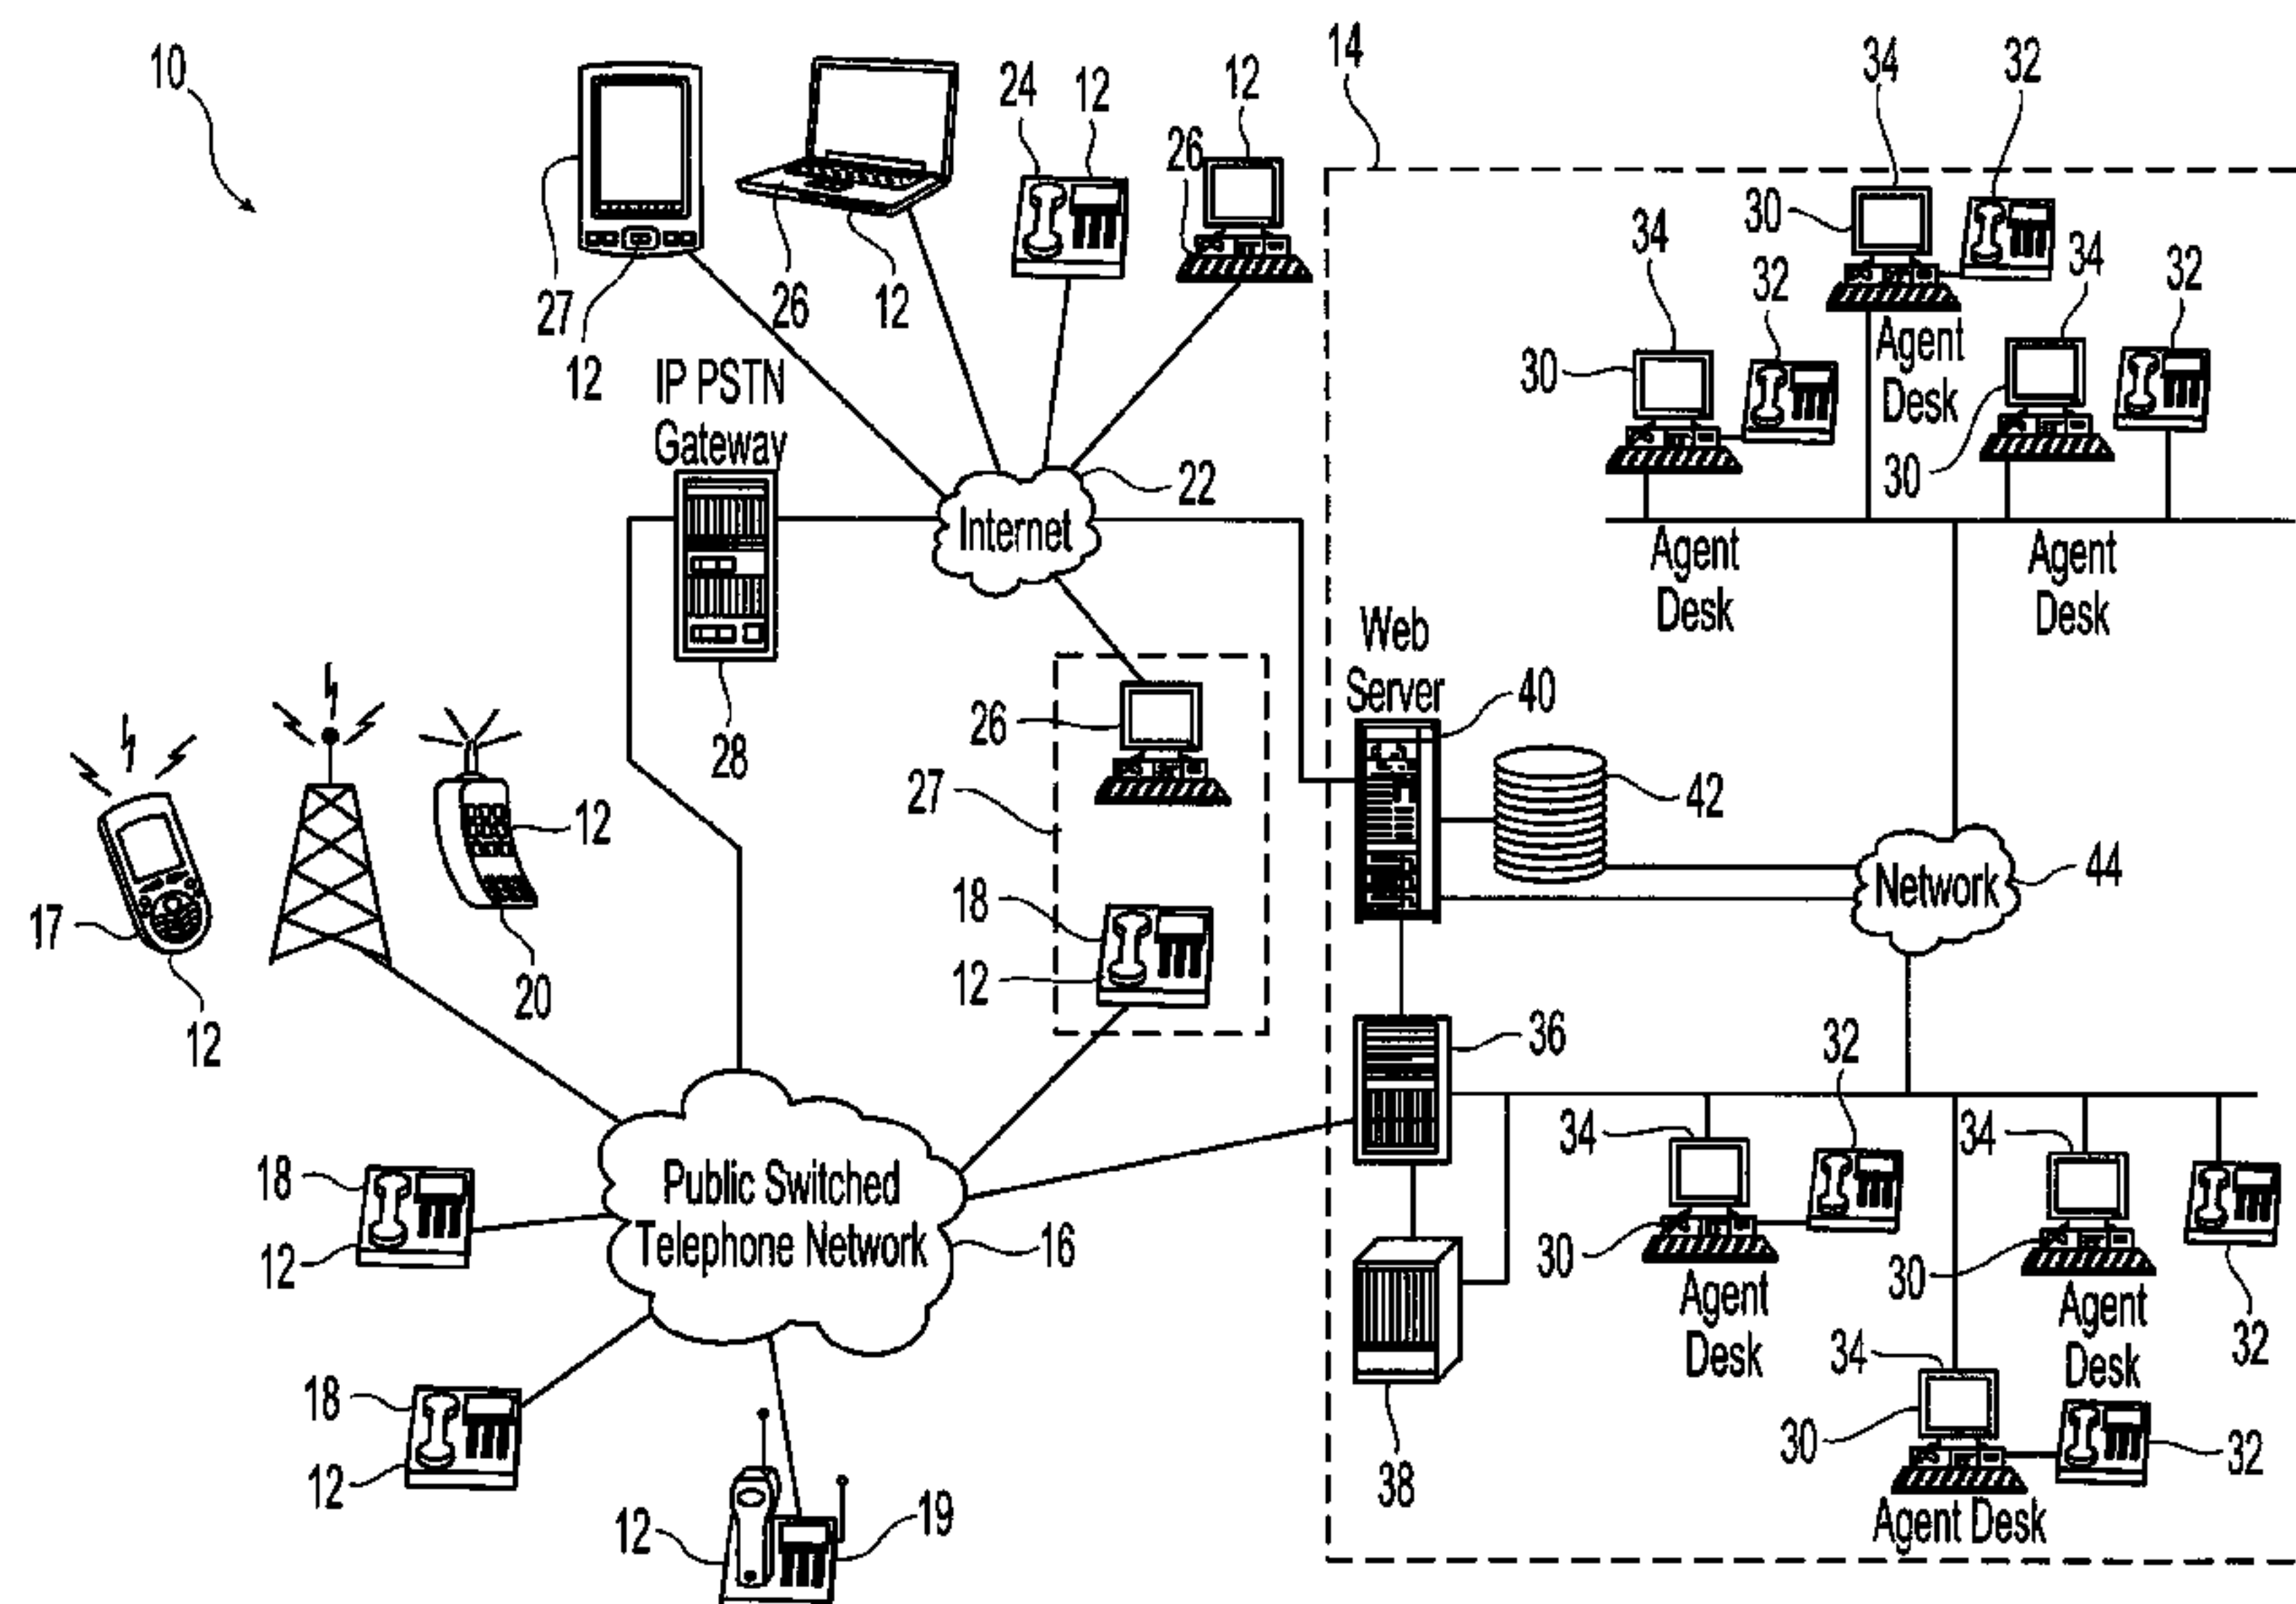 10
27
12
26
12
24
12
12
26
14
34
32
30
34
32
34
32
30
30
Agent
Desk
Agent
Desk
Agent
Desk
IP PSTN
Gateway
28
Internet
22
26
27
18
12
17
12
12
20
Web
Server
40
42
Network
44
36
38
Public Switched
Telephone Network
16
18
12
18
12
12
19
34
32
30
Agent
Desk
34
30
32
Agent
Desk
34
30
32
Agent Desk